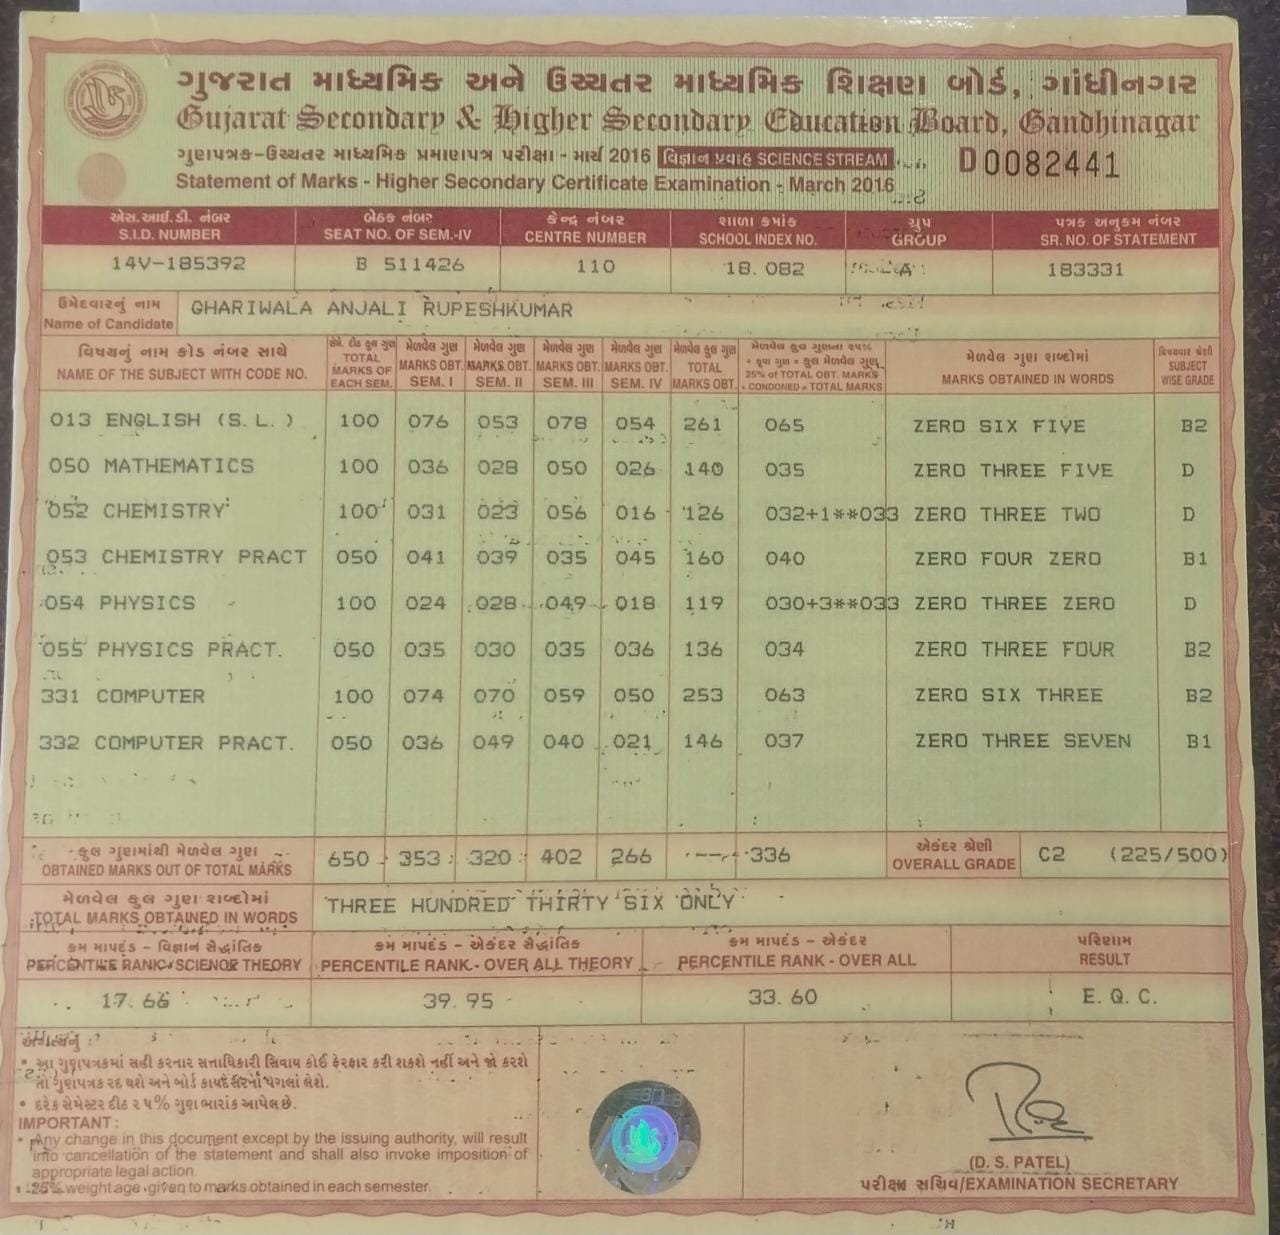 ગુજરાત માધ્યમિક અને ઉચ્ચતર માધ્યમિક શિક્ષણ બોર્ડ, ગાંધીનગર
Gujarat Secondary & Higher Secondary Education Board, Gandhinagar
ગુણપત્રક-ઉચ્ચતર માધ્યમિક પ્રમાણપત્ર પરીક્ષા - માર્ચ 2016 વિજ્ઞાન પ્રવાહ SCIENCE STREAM D0082441
Statement of Marks - Higher Secondary Certificate Examination - March 2016
એસ.આઈ.ડી. નંબર બેઠક નંબર કેન્દ્ર નંબર શાળા ક્રમાંક ગ્રુપ પત્રક અનુક્રમ નંબર
S.I.D. NUMBER SEAT NO. OF SEM.-IV CENTRE NUMBER SCHOOL INDEX NO. GROUP SR. NO. OF STATEMENT
14V-185392 B 511426 110 18.082 A 183331
ઉમેદવારનું નામ
Name of Candidate GHARIWALA ANJALI RUPESHKUMAR
વિષયનું નામ કોડ નંબર સાથે સેમે. દીઠ કુલ ગુણ મેળવેલ ગુણ મેળવેલ ગુણ મેળવેલ ગુણ મેળવેલ ગુણ મેળવેલ કુલ ગુણ મેળવેલ કુલ ગુણના ૨૫% + કૃપા ગુણ = કુલ મેળવેલ ગુણ મેળવેલ ગુણ શબ્દોમાં વિષયવાર શ્રેણી
NAME OF THE SUBJECT WITH CODE NO. TOTAL MARKS OF EACH SEM. MARKS OBT. SEM. I MARKS OBT. SEM. II MARKS OBT. SEM. III MARKS OBT. SEM. IV TOTAL MARKS OBT. 25% of TOTAL OBT. MARKS + CONDONED = TOTAL MARKS MARKS OBTAINED IN WORDS SUBJECT WISE GRADE
013 ENGLISH (S.L.) 100 076 053 078 054 261 065 ZERO SIX FIVE B2
050 MATHEMATICS 100 036 028 050 026 140 035 ZERO THREE FIVE D
052 CHEMISTRY 100 031 023 056 016 126 032+1**033 ZERO THREE TWO D
053 CHEMISTRY PRACT 050 041 039 035 045 160 040 ZERO FOUR ZERO B1
054 PHYSICS 100 024 028 049 018 119 030+3**033 ZERO THREE ZERO D
055 PHYSICS PRACT. 050 035 030 035 036 136 034 ZERO THREE FOUR B2
331 COMPUTER 100 074 070 059 050 253 063 ZERO SIX THREE B2
332 COMPUTER PRACT. 050 036 049 040 021 146 037 ZERO THREE SEVEN B1
કુલ ગુણમાંથી મેળવેલ ગુણ એકંદર શ્રેણી
OBTAINED MARKS OUT OF TOTAL MARKS 650 353 320 402 266 ---- 336 OVERALL GRADE C2 (225/500)
મેળવેલ કુલ ગુણ શબ્દોમાં
TOTAL MARKS OBTAINED IN WORDS THREE HUNDRED THIRTY SIX ONLY
ક્રમ માપદંડ - વિજ્ઞાન સૈદ્ધાંતિક ક્રમ માપદંડ - એકંદર સૈદ્ધાંતિક ક્રમ માપદંડ - એકંદર પરિણામ
PERCENTILE RANK - SCIENCE THEORY PERCENTILE RANK - OVER ALL THEORY PERCENTILE RANK - OVER ALL RESULT
17.66 39.95 33.60 E.Q.C.
અગત્યનું :
• આ ગુણપત્રકમાં સહી કરનાર સત્તાધિકારી સિવાય કોઈ ફેરફાર કરી શકશે નહીં અને જો કરશે
તો ગુણપત્રક રદ થશે અને બોર્ડ કાયદેસરનાં પગલાં લેશે.
• દરેક સેમેસ્ટર દીઠ ૨૫% ગુણ ભારાંક આપેલ છે.
IMPORTANT :
• Any change in this document except by the issuing authority, will result
into cancellation of the statement and shall also invoke imposition of
appropriate legal action.
• 25% weightage given to marks obtained in each semester.
(D. S. PATEL)
પરીક્ષા સચિવ/EXAMINATION SECRETARY